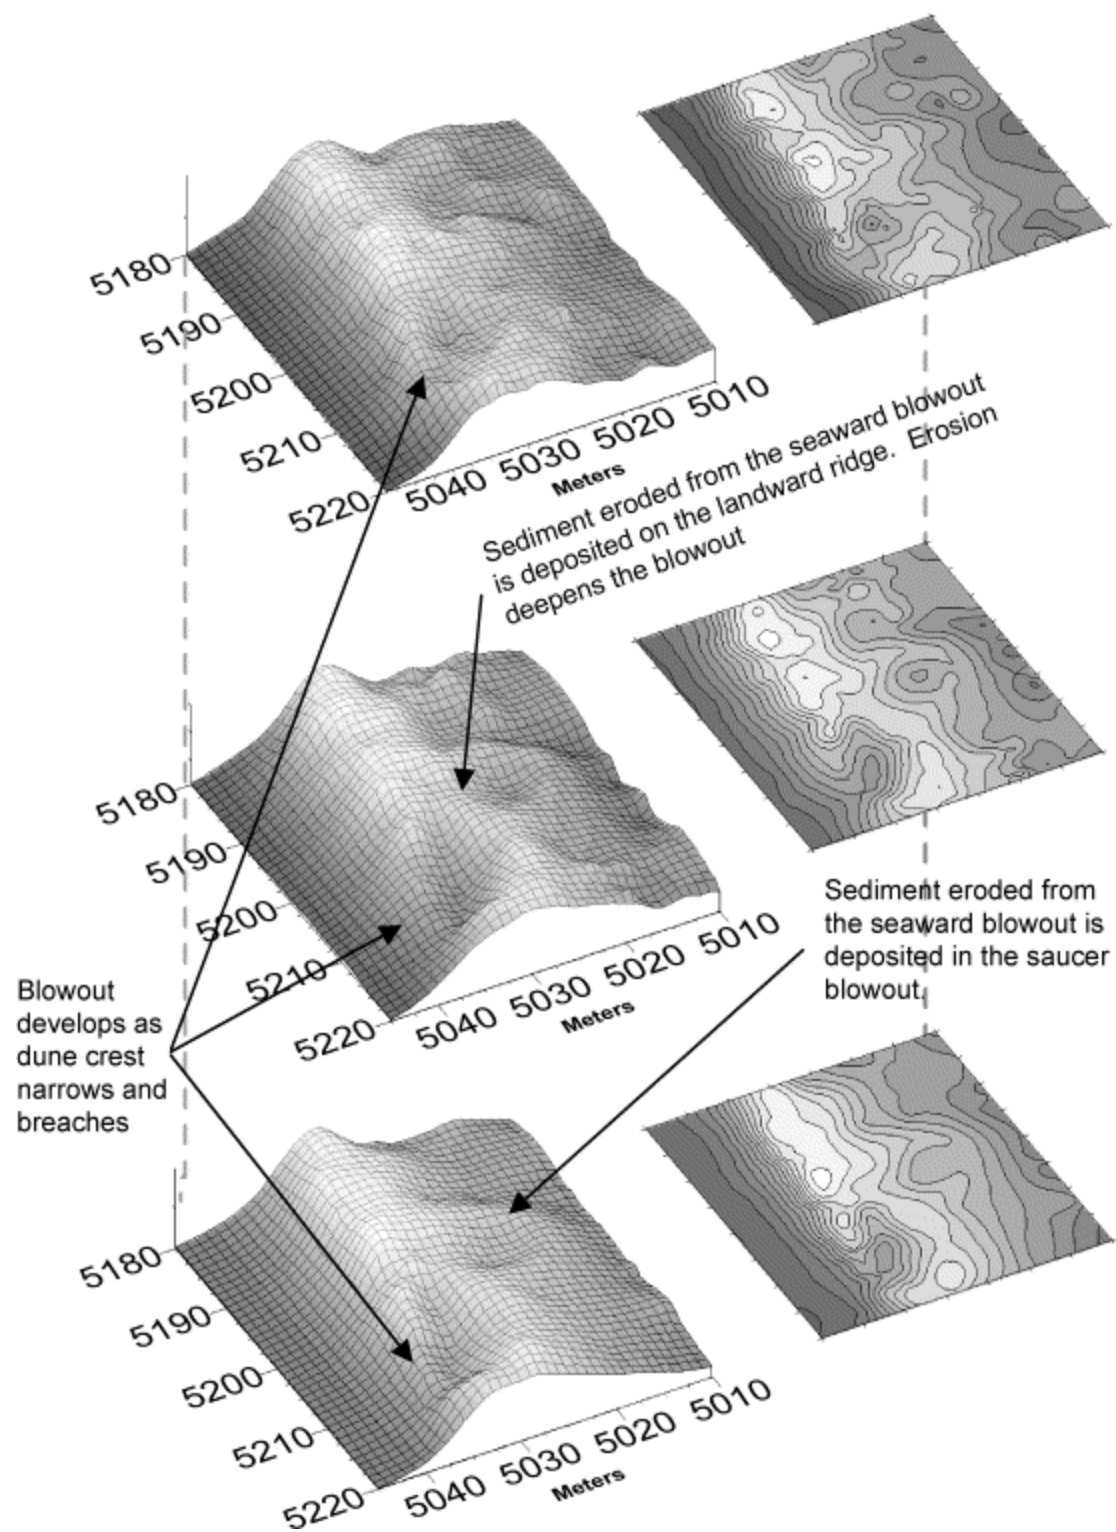 5180
5190
5200
5210
5220
5040
5030
5020
5010
Meters
Sediment eroded from the seaward blowout
is deposited on the landward ridge. Erosion
deepens the blowout
5180
5190
5200
5210
5220
5040
5030
5020
5010
Meters
Sediment eroded from
the seaward blowout is
deposited in the saucer
blowout.
Blowout
develops as
dune crest
narrows and
breaches
5180
5190
5200
5210
5220
5040
5030
5020
5010
Meters